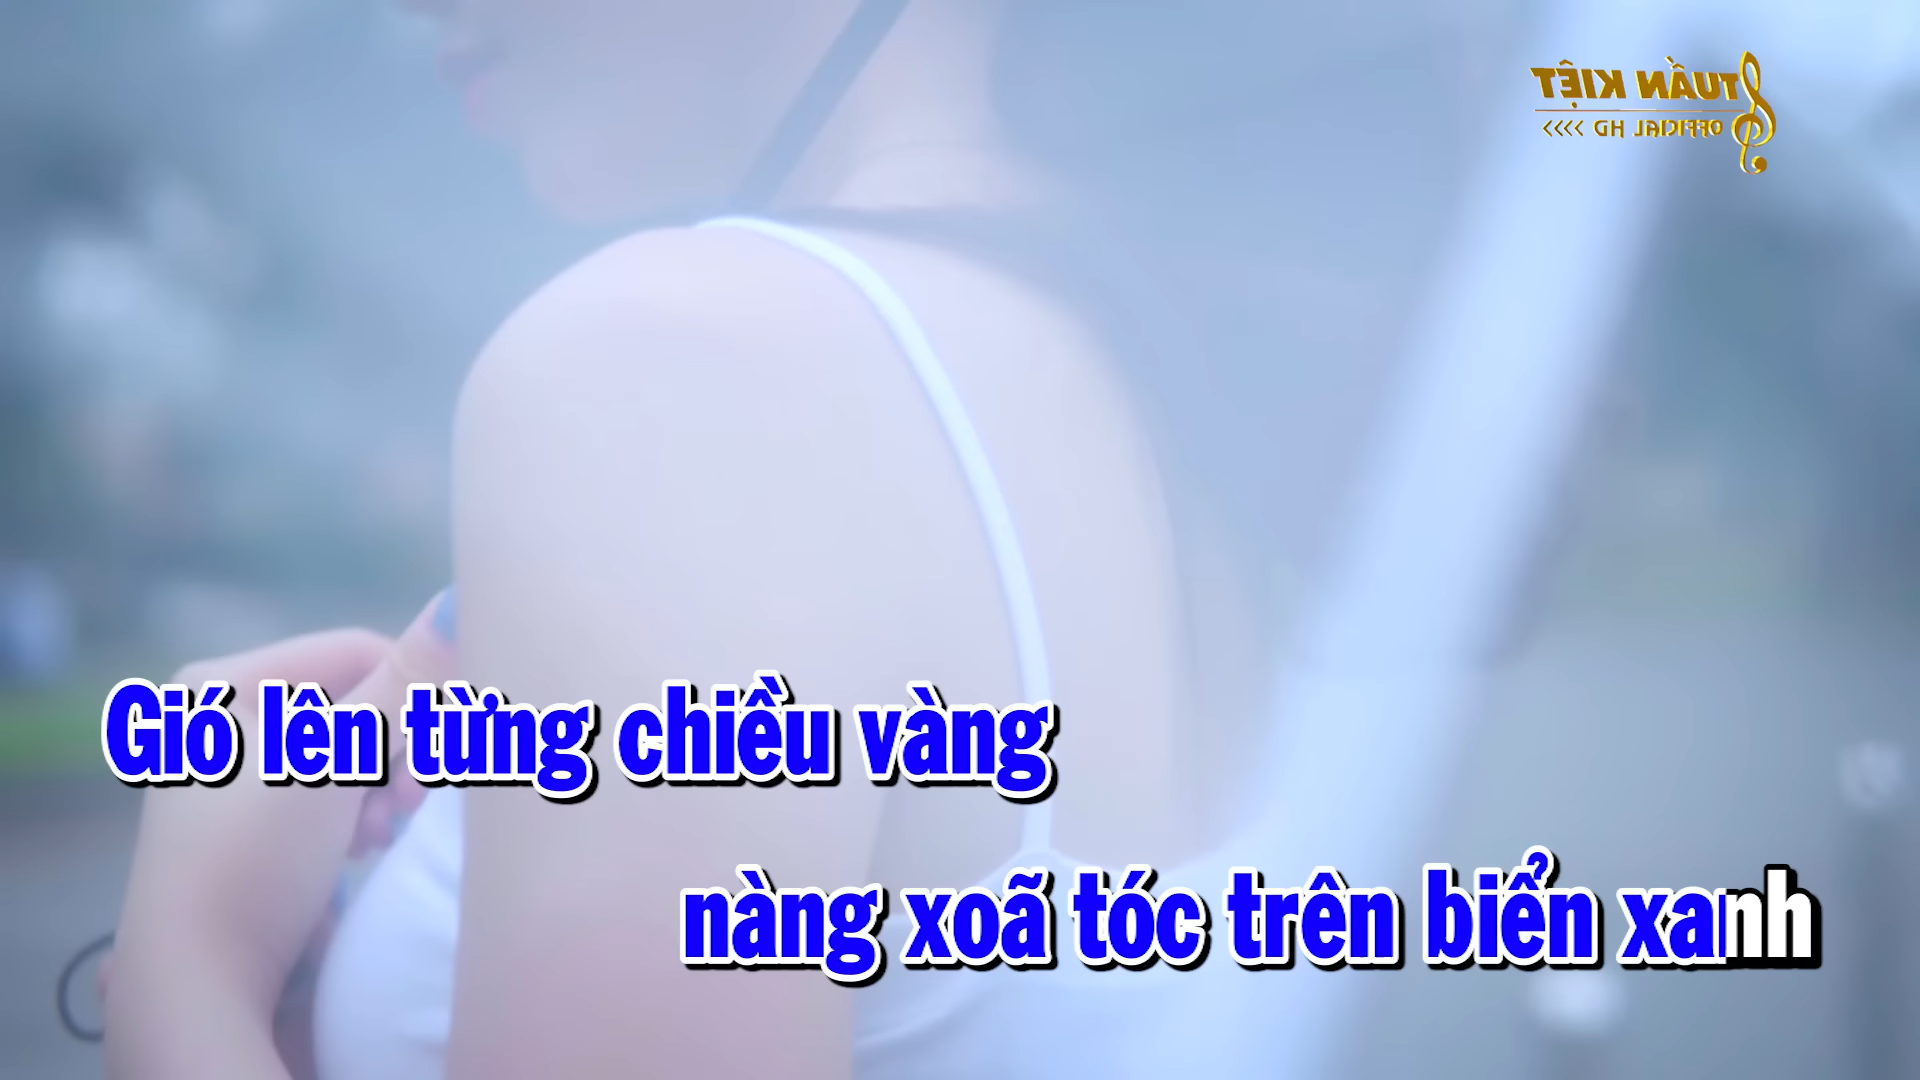 TUẤN KIỆT
OFFICIAL HD >>>>
Gió lên từng chiều vàng
nàng xoã tóc trên biển xanh